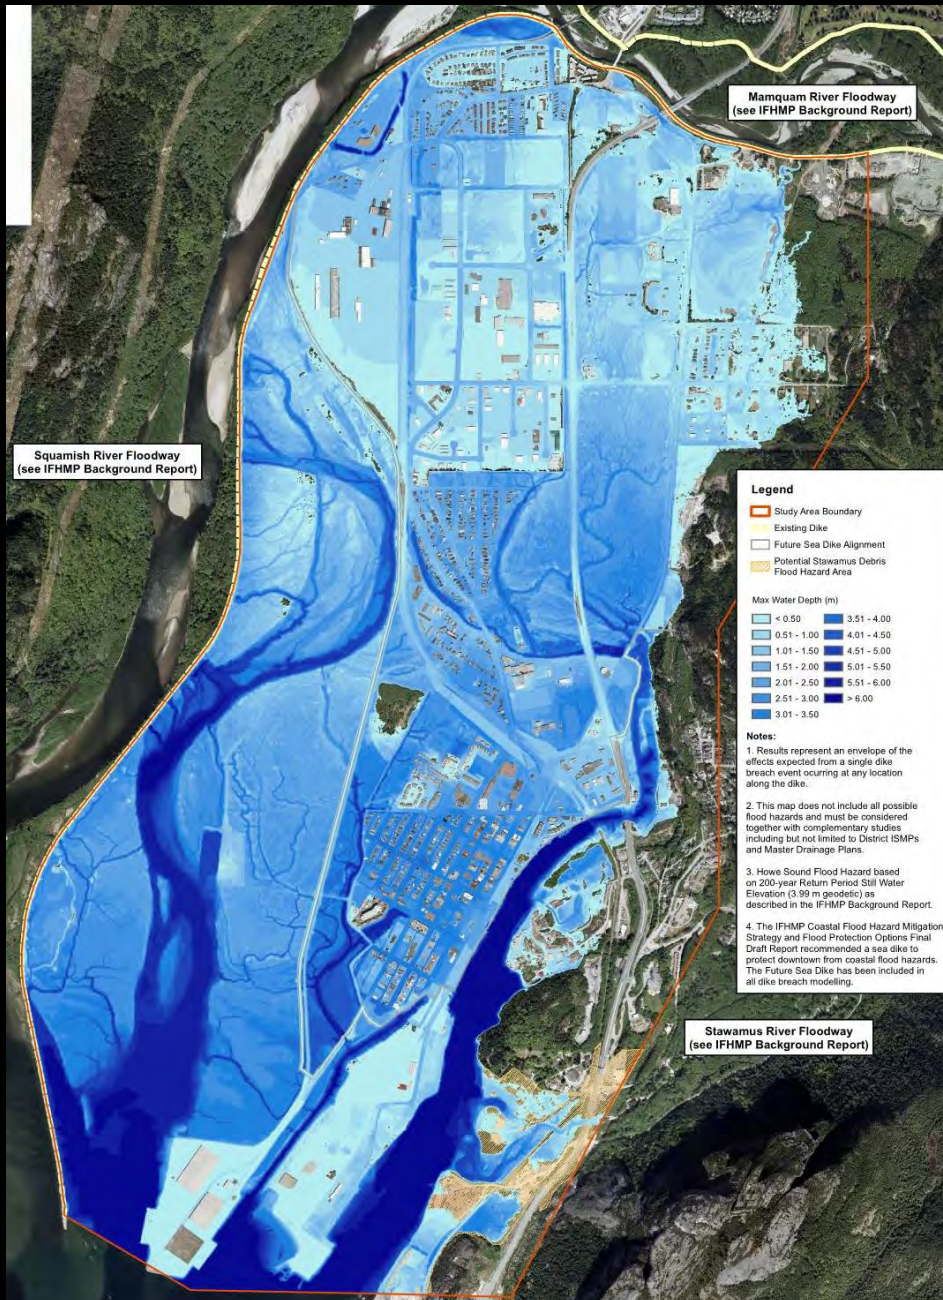 Mamquam River Floodway
(see IFHMP Background Report)
Squamish River Floodway
(see IFHMP Background Report)
Legend
Study Area Boundary
Existing Dike
Future Sea Dike Alignment
Potential Stawamus Debris
Flood Hazard Area
Max Water Depth (m)
< 0.50
0.51 - 1.00
1.01 - 1.50
1.51 - 2.00
2.01 - 2.50
2.51 - 3.00
3.01 - 3.50
3.51 - 4.00
4.01 - 4.50
4.51 - 5.00
5.01 - 5.50
5.51 - 6.00
> 6.00
Notes:
1. Results represent an envelope of the
effects expected from a single dike
breach event ocurring at any location
along the dike.
2. This map does not include all possible
flood hazards and must be considered
together with complementary studies
including but not limited to District ISMPs
and Master Drainage Plans.
3. Howe Sound Flood Hazard based
on 200-year Return Period Still Water
Elevation (3.99 m geodetic) as
described in the IFHMP Background Report.
4. The IFHMP Coastal Flood Hazard Mitigation
Strategy and Flood Protection Options Final
Draft Report recommended a sea dike to
protect downtown from coastal flood hazards.
The Future Sea Dike has been included in
all dike breach modelling.
Stawamus River Floodway
(see IFHMP Background Report)